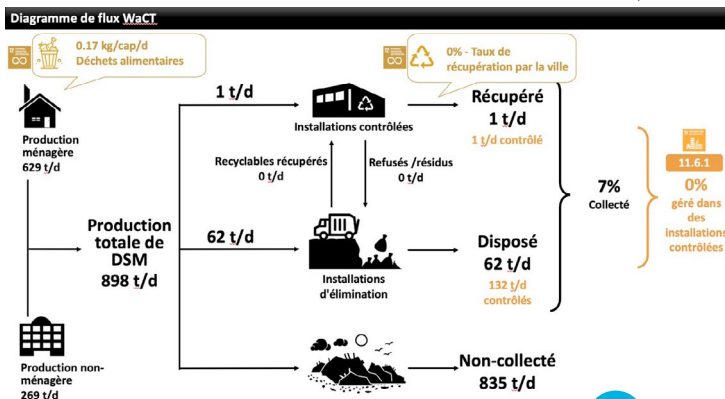 Diagramme de flux WaCT
0.17 kg/cap/d
Déchets alimentaires
0% - Taux de
récupération par la ville
1 t/d
Installations contrôlées
Récupéré
1 t/d
1 t/d contrôlé
Production
ménagère
629 t/d
Recyclables récupérés
0 t/d
Refusés /résidus
0 t/d
11.6.1
7%
Collecté
0%
géré dans
des
installations
contrôlées
Production
totale de
DSM
898 t/d
62 t/d
Installations
d'élimination
Disposé
62 t/d
132 t/d
contrôlés
Production non-
ménagère
269 t/d
Non-collecté
835 t/d